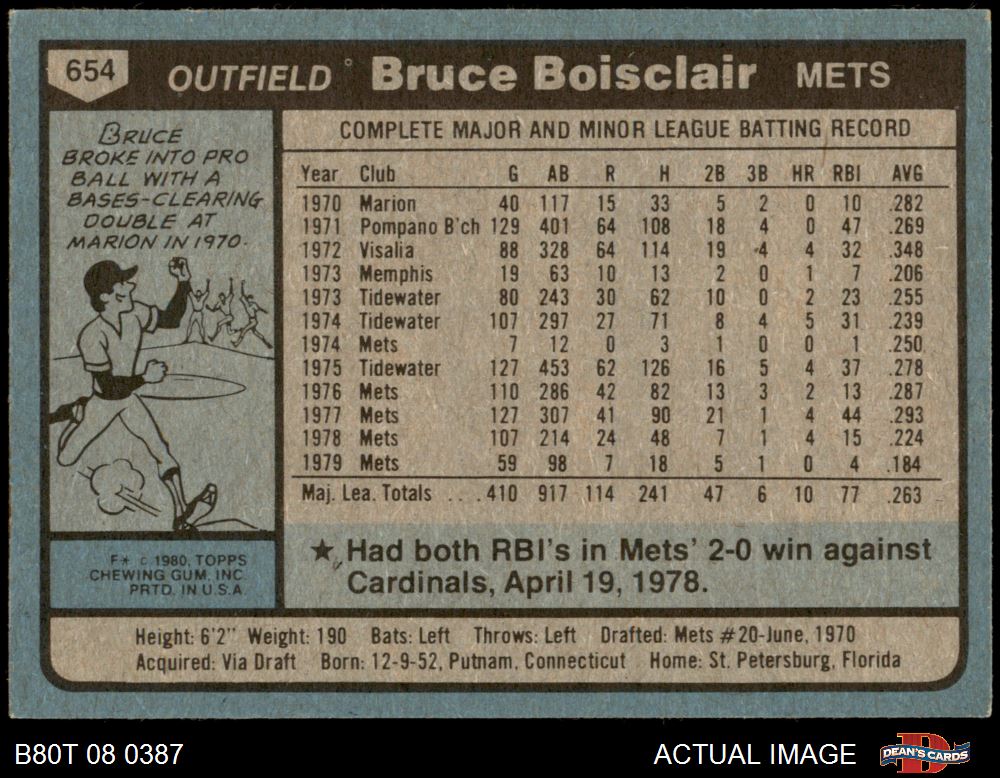 654 OUTFIELD Bruce Boisclair METS
BRUCE
BROKE INTO PRO
BALL WITH A
BASES-CLEARING
DOUBLE AT
MARION IN 1970.
COMPLETE MAJOR AND MINOR LEAGUE BATTING RECORD
Year Club G AB R H 2B 3B HR RBI AVG
1970 Marion 40 117 15 33 5 2 0 10 .282
1971 Pompano B'ch 129 401 64 108 18 4 0 47 .269
1972 Visalia 88 328 64 114 19 4 4 32 .348
1973 Memphis 19 63 10 13 2 0 1 7 .206
1973 Tidewater 80 243 30 62 10 0 2 23 .255
1974 Tidewater 107 297 27 71 8 4 5 31 .239
1974 Mets 7 12 0 3 1 0 0 1 .250
1975 Tidewater 127 453 62 126 16 5 4 37 .278
1976 Mets 110 286 42 82 13 3 2 13 .287
1977 Mets 127 307 41 90 21 1 4 44 .293
1978 Mets 107 214 24 48 7 1 4 15 .224
1979 Mets 59 98 7 18 5 1 0 4 .184
Maj. Lea. Totals ....410 917 114 241 47 6 10 77 .263
F* © 1980, TOPPS
CHEWING GUM, INC.
PRTD. IN U.S.A
★ Had both RBI's in Mets' 2-0 win against
Cardinals, April 19, 1978.
Height: 6'2" Weight: 190 Bats: Left Throws: Left Drafted: Mets #20-June, 1970
Acquired: Via Draft Born: 12-9-52, Putnam, Connecticut Home: St. Petersburg, Florida
B80T 08 0387 ACTUAL IMAGE DEAN'S CARDS